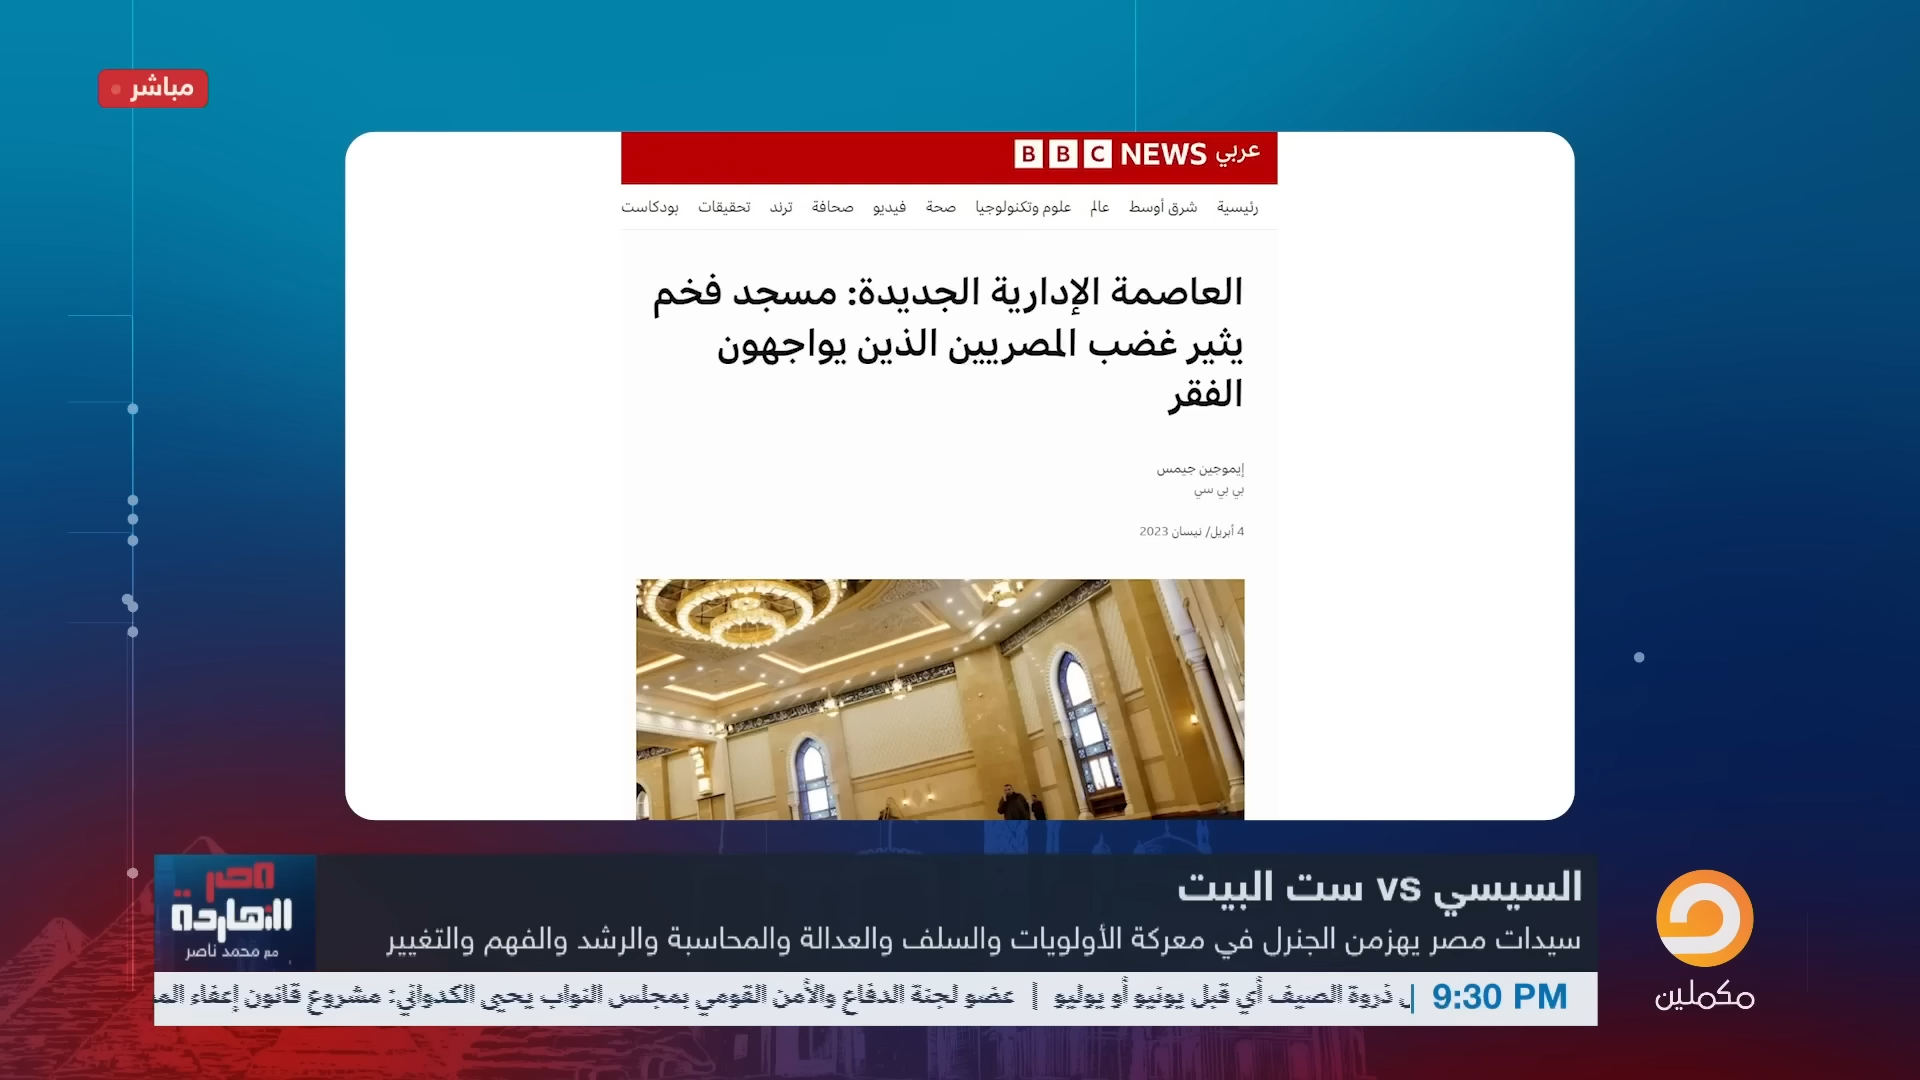 مباشر
BBC NEWS عربي
رئيسية شرق أوسط عالم علوم وتكنولوجيا صحة فيديو صحافة ترند تحقيقات بودكاست
العاصمة الإدارية الجديدة: مسجد فخم
يثير غضب المصريين الذين يواجهون
الفقر
إيموجين جيمس
بي بي سي
4 أبريل/ نيسان 2023
السيسي vs ست البيت
سيدات مصر يهزمن الجنرل في معركة الأولويات والسلف والعدالة والمحاسبة والرشد والفهم والتغيير
مصر
النهاردة
مع محمد ناصر
9:30 PM
ذروة الصيف أي قبل يونيو أو يوليو | عضو لجنة الدفاع والأمن القومي بمجلس النواب يحيى الكدواني: مشروع قانون إعفاء
مكملين